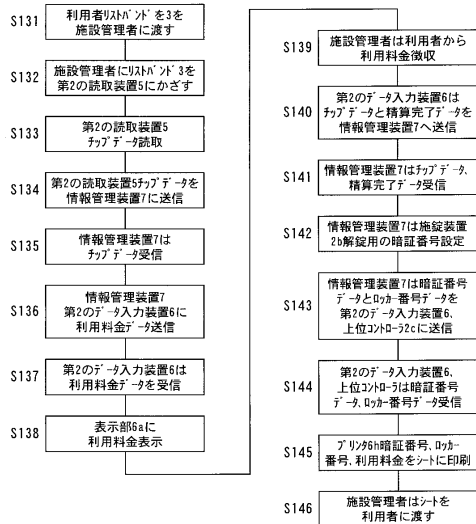 S131
利用者リストバンドを3を
施設管理者に渡す
S132
施設管理者にリストバンド3を
第2の読取装置5にかざす
S133
第2の読取装置5
チップデータ読取
S134
第2の読取装置5チップデータを
情報管理装置7に送信
S135
情報管理装置7は
チップデータ受信
S136
情報管理装置7
第2のデータ入力装置6に
利用料金データ送信
S137
第2のデータ入力装置6は
利用料金データを受信
S138
表示部6aに
利用料金表示
S139
施設管理者は利用者から
利用料金徴収
S140
第2のデータ入力装置6は
チップデータと精算完了データを
情報管理装置7へ送信
S141
情報管理装置7はチップデータ、
精算完了データ受信
S142
情報管理装置7は施錠装置
2b解錠用の暗証番号設定
S143
情報管理装置7は暗証番号
データとロッカー番号データを
第2のデータ入力装置6、
上位コントローラ2cに送信
S144
第2のデータ入力装置6、
上位コントローラは暗証番号
データ、ロッカー番号データ受信
S145
プリンタ6h暗証番号、ロッカー
番号、利用料金をシートに印刷
S146
施設管理者はシートを
利用者に渡す